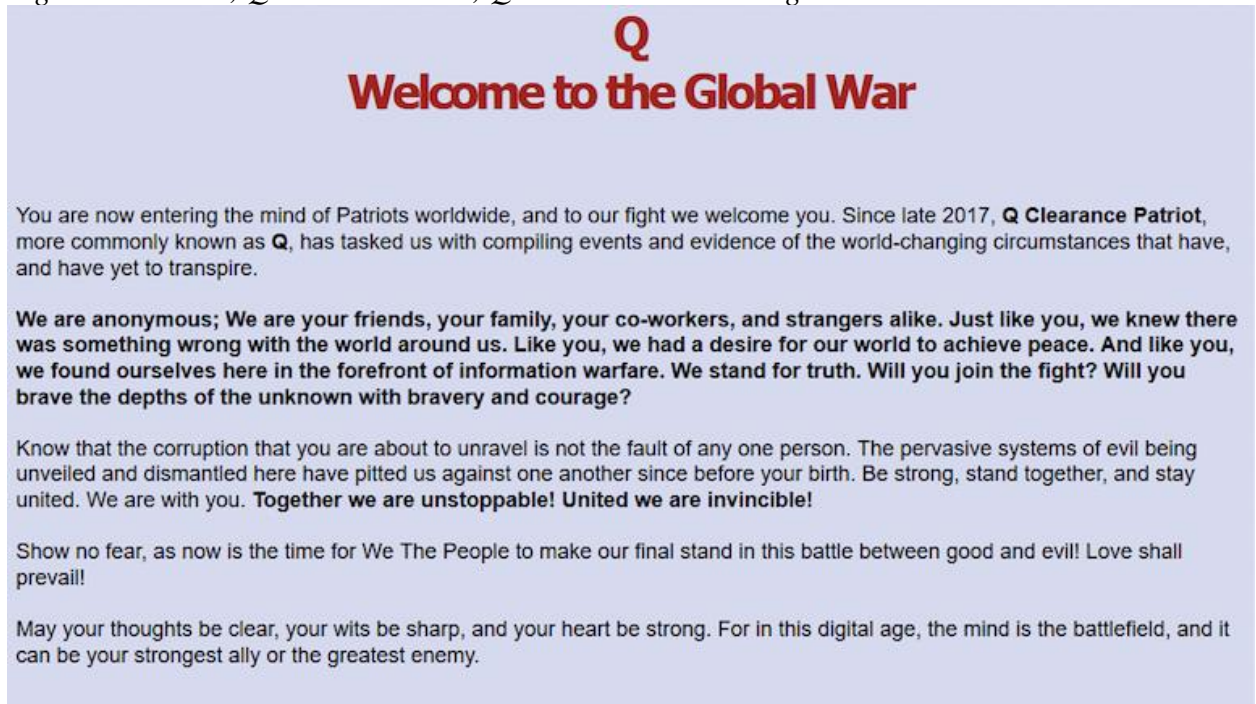 Q
Welcome to the Global War
You are now entering the mind of Patriots worldwide, and to our fight we welcome you. Since late 2017, Q Clearance Patriot,
more commonly known as Q, has tasked us with compiling events and evidence of the world-changing circumstances that have,
and have yet to transpire.
We are anonymous; We are your friends, your family, your co-workers, and strangers alike. Just like you, we knew there
was something wrong with the world around us. Like you, we had a desire for our world to achieve peace. And like you,
we found ourselves here in the forefront of information warfare. We stand for truth. Will you join the fight? Will you
brave the depths of the unknown with bravery and courage?
Know that the corruption that you are about to unravel is not the fault of any one person. The pervasive systems of evil being
unveiled and dismantled here have pitted us against one another since before your birth. Be strong, stand together, and stay
united. We are with you. Together we are unstoppable! United we are invincible!
Show no fear, as now is the time for We The People to make our final stand in this battle between good and evil! Love shall
prevail!
May your thoughts be clear, your wits be sharp, and your heart be strong. For in this digital age, the mind is the battlefield, and it
can be your strongest ally or the greatest enemy.